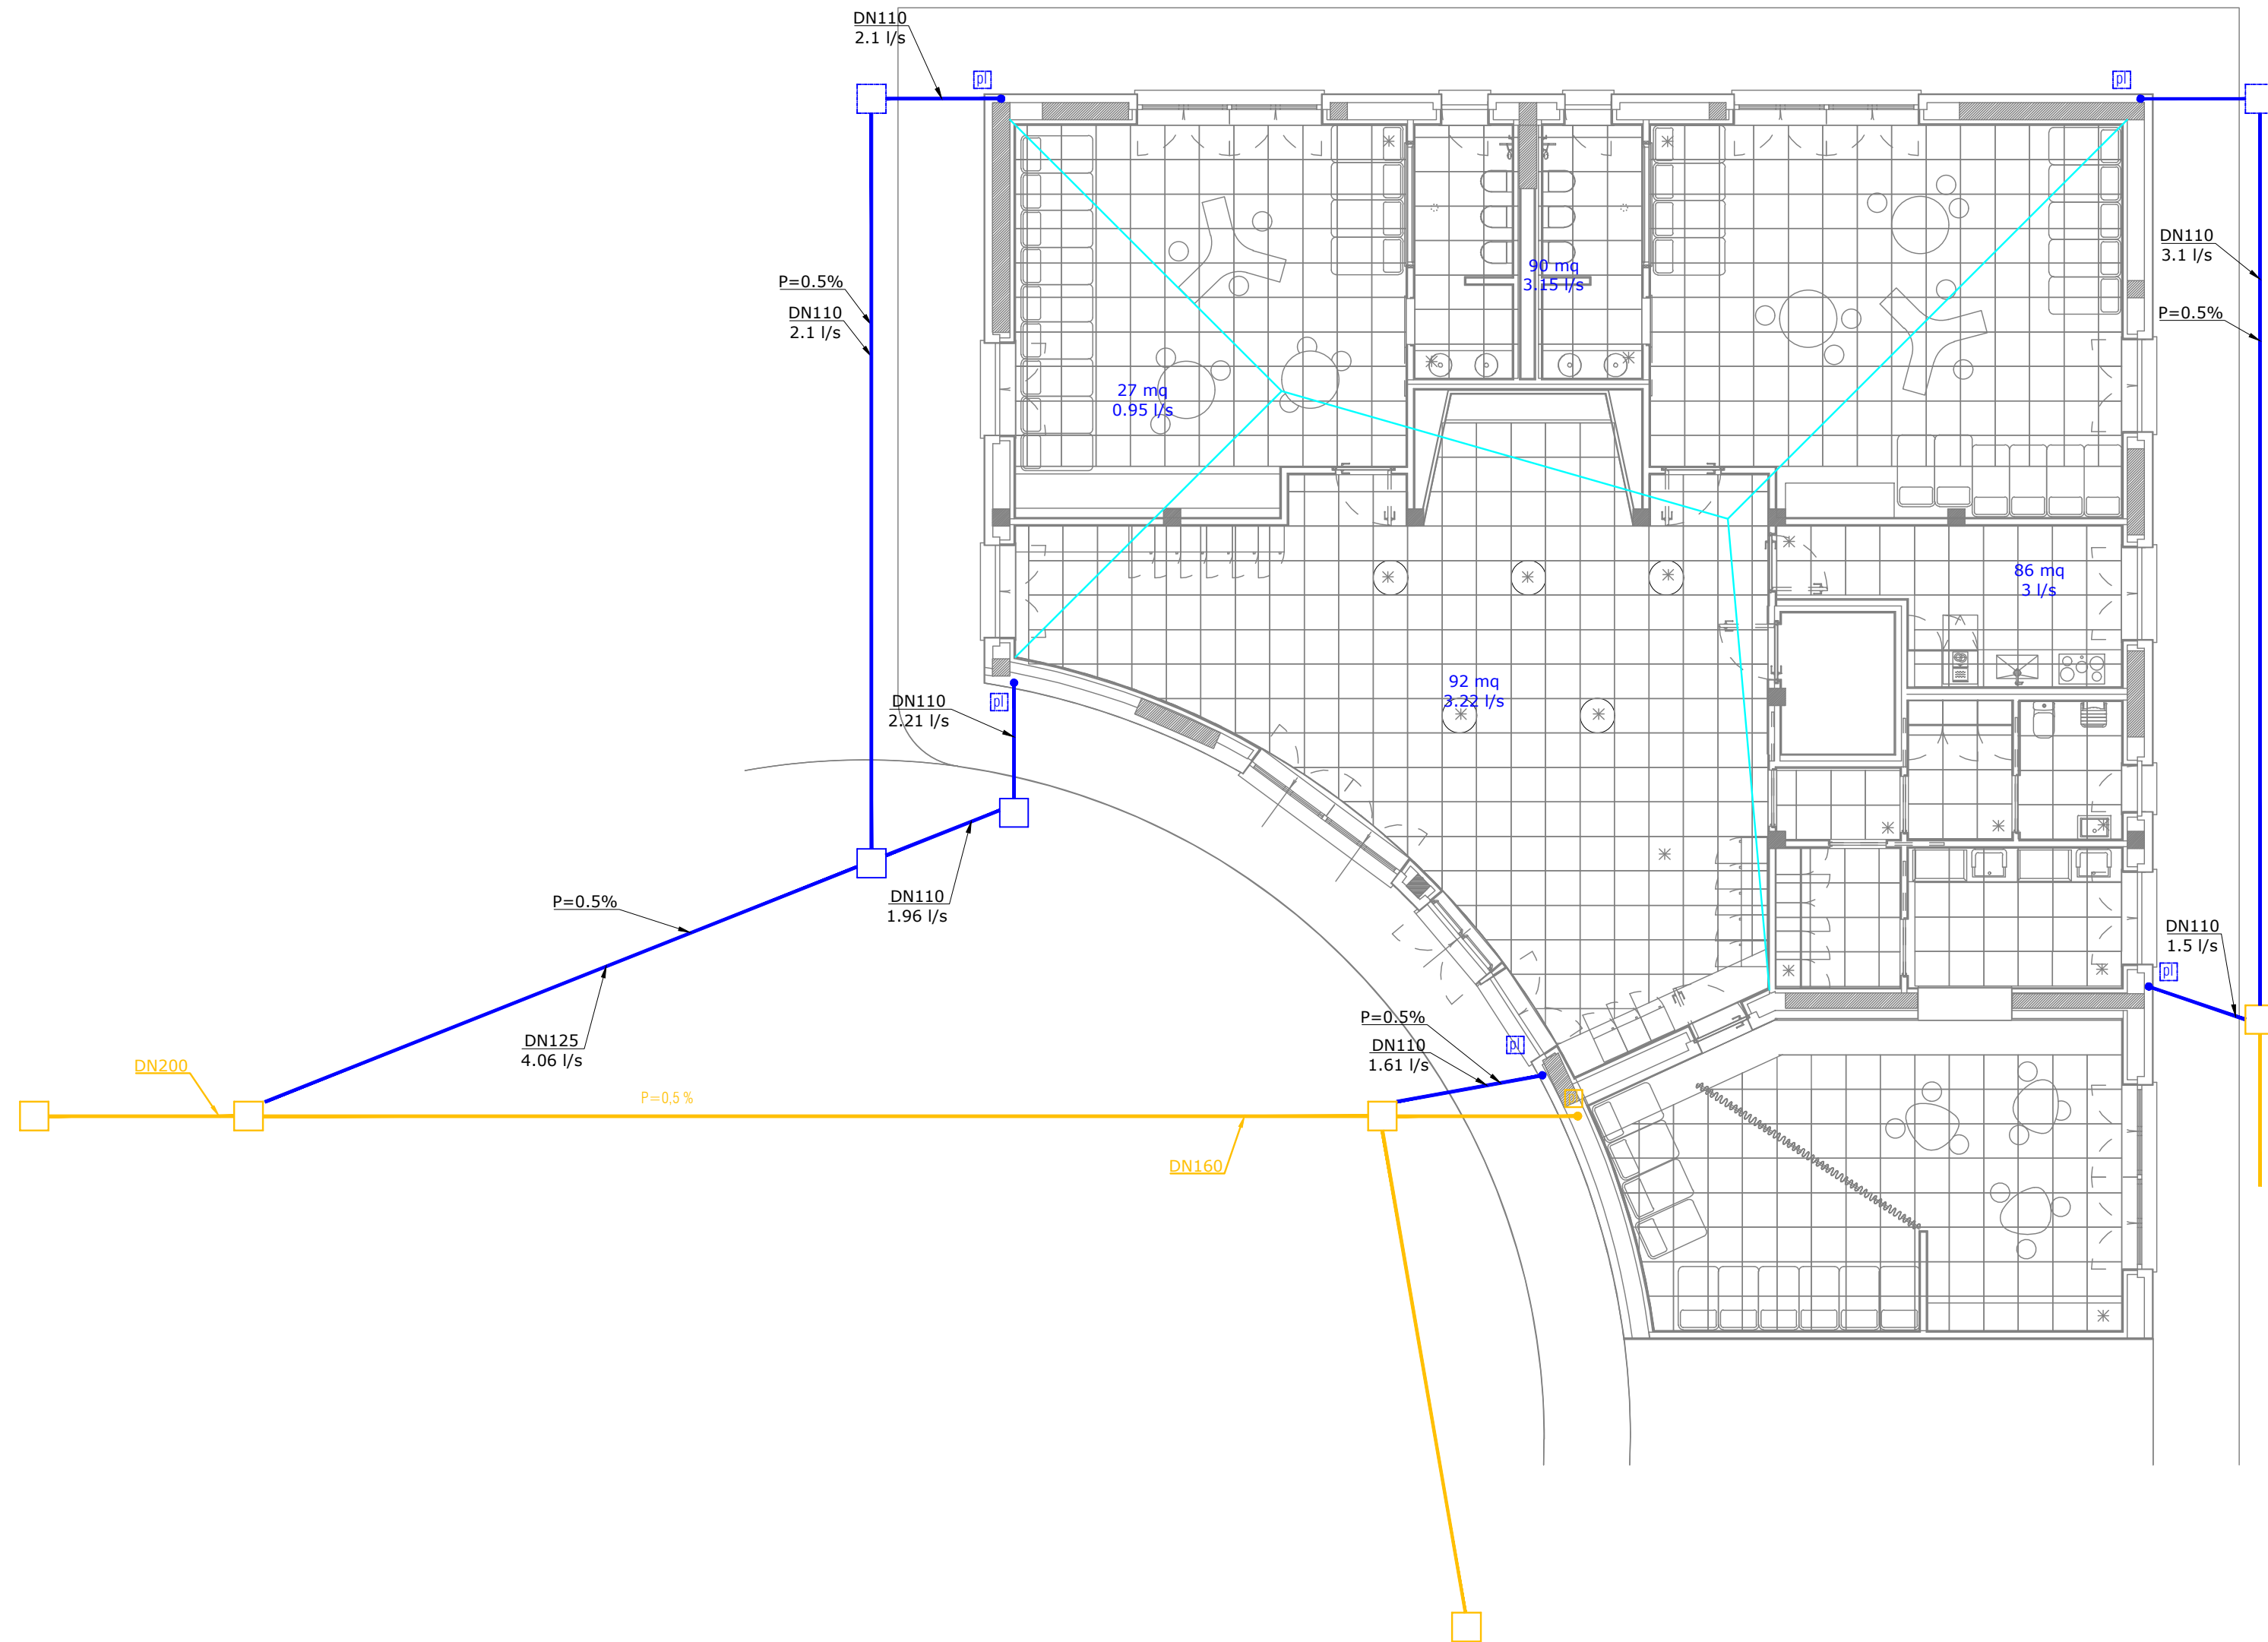 DN110
2.1 l/s
pl
pl
DN110
3.1 l/s
90 mq
3.15 l/s
P=0.5%
DN110
2.1 l/s
P=0.5%
27 mq
0.95 l/s
86 mq
3 l/s
92 mq
3.22 l/s
DN110
2.21 l/s
pl
DN110
1.96 l/s
P=0.5%
DN110
1.5 l/s
pl
P=0.5%
DN110
1.61 l/s
pl
DN125
4.06 l/s
DN200
P=0,5 %
DN160